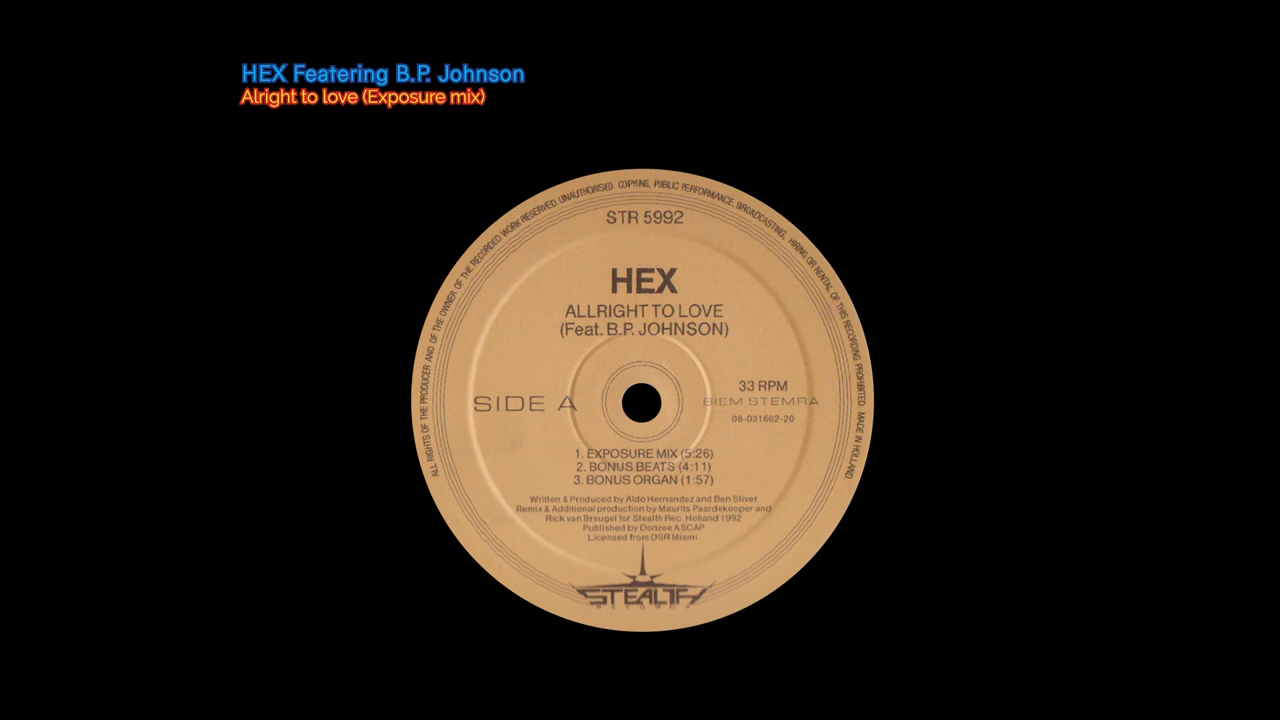 HEX Featering B.P. Johnson
Alright to love (Exposure mix)
ALL RIGHTS OF THE PRODUCER AND OF THE OWNER OF THE RECORDED WORK RESERVED. UNAUTHORISED COPYING, PUBLIC PERFORMANCE, BROADCASTING, HIRING OR RENTAL OF THIS RECORDING PROHIBITED. MADE IN HOLLAND.
STR 5992
HEX
ALLRIGHT TO LOVE
(Feat. B.P. JOHNSON)
33 RPM
SIDE A
BIEM STEMRA
08-031662-20
1. EXPOSURE MIX (5:26)
2. BONUS BEATS (4:11)
3. BONUS ORGAN (1:57)
Written & Produced by Aldo Hernandez and Ben Stiver
Remix & Additional production by Maurits Paardekooper and
Rick van Breugel for Stealth Rec. Holland 1992
Published by Donzee ASCAP
Licensed from DSR Miami
STEALTH
RECORDS